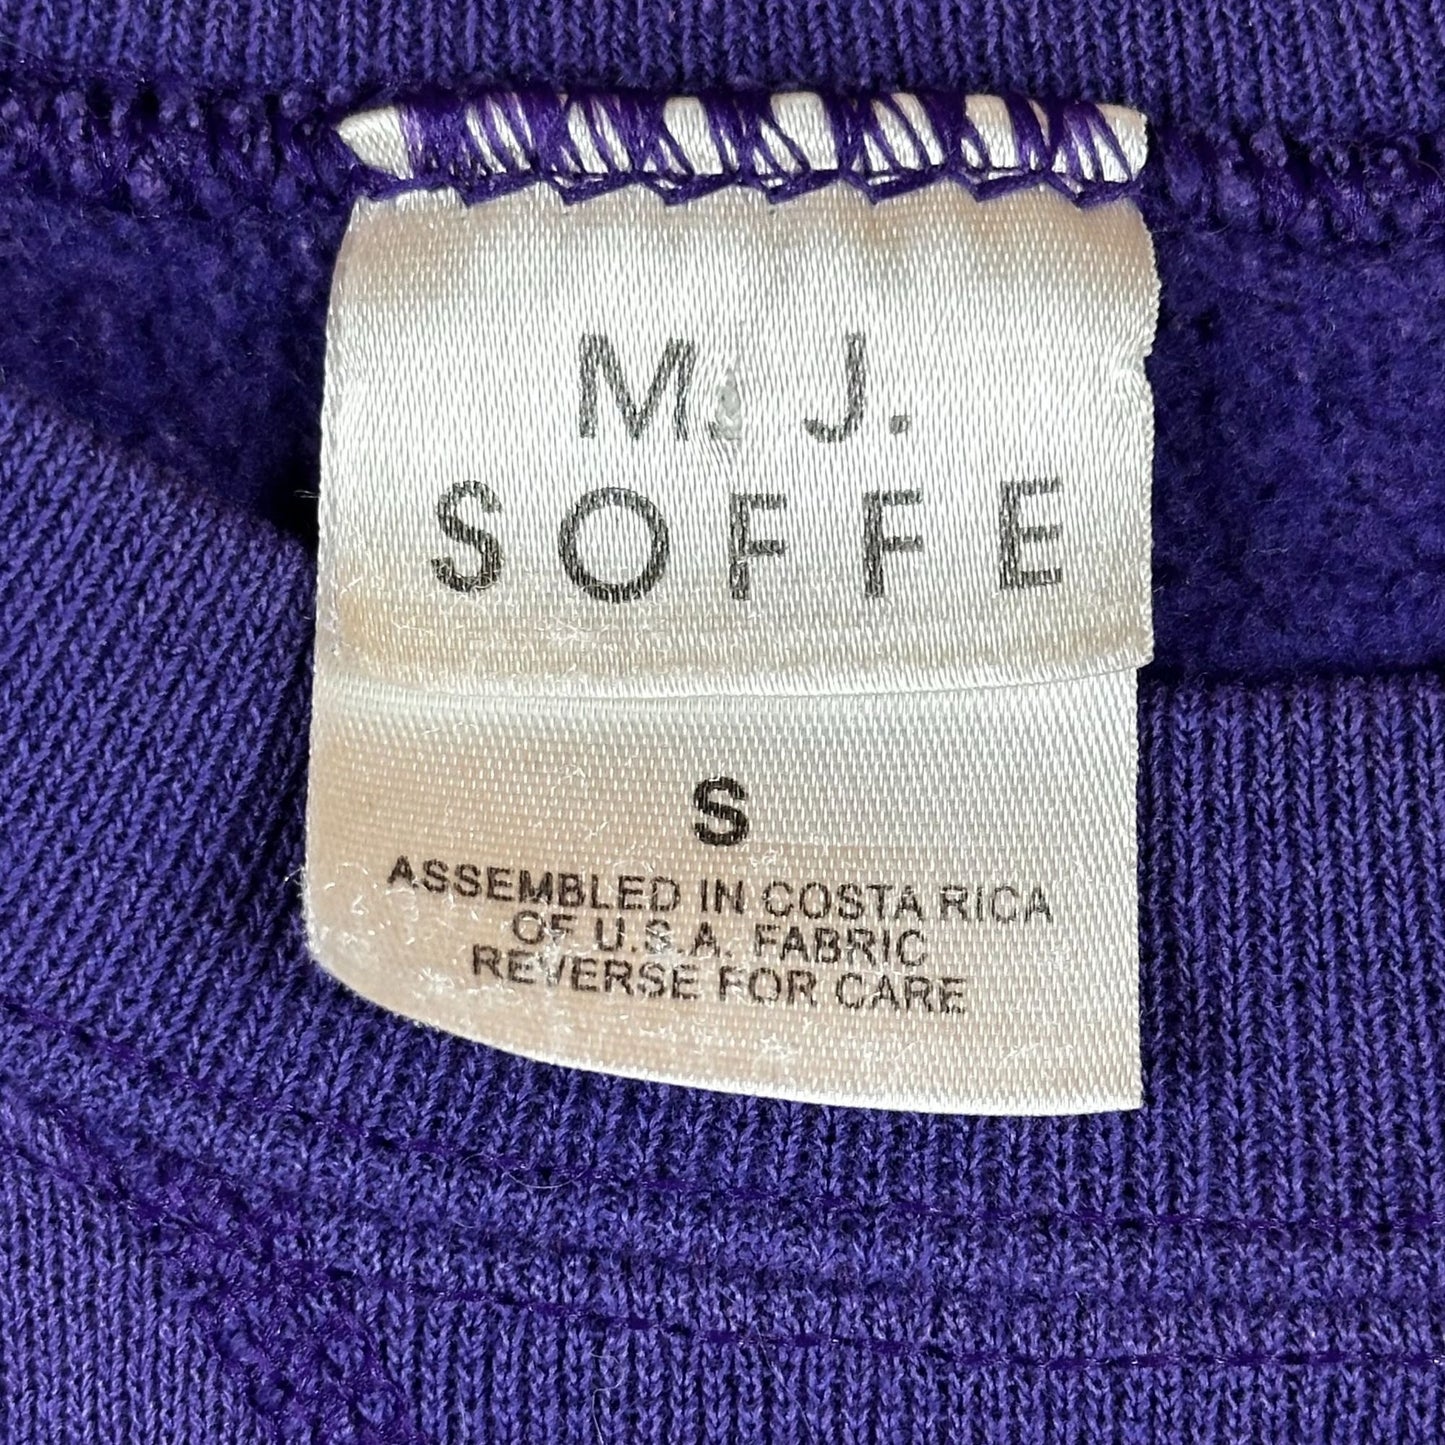 M. J.
SOFFE
S
ASSEMBLED IN COSTA RICA
OF U.S.A. FABRIC
REVERSE FOR CARE